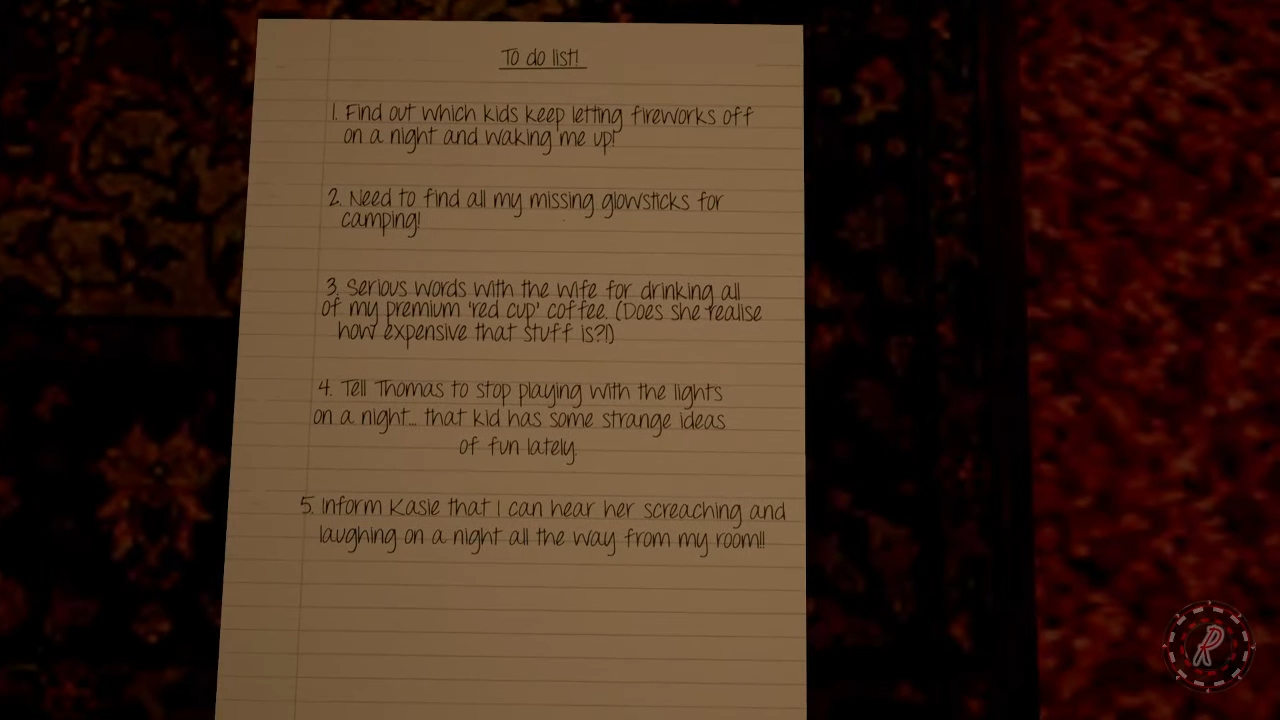 To do list!
1. Find out which kids keep letting fireworks off
on a night and waking me up!
2. Need to find all my missing glowsticks for
camping!
3. Serious words with the wife for drinking all
of my premium 'red cup' coffee. (Does she realise
how expensive that stuff is?!)
4. Tell Thomas to stop playing with the lights
on a night... that kid has some strange ideas
of fun lately.
5. Inform Kasie that I can hear her screaching and
laughing on a night all the way from my room!!
R